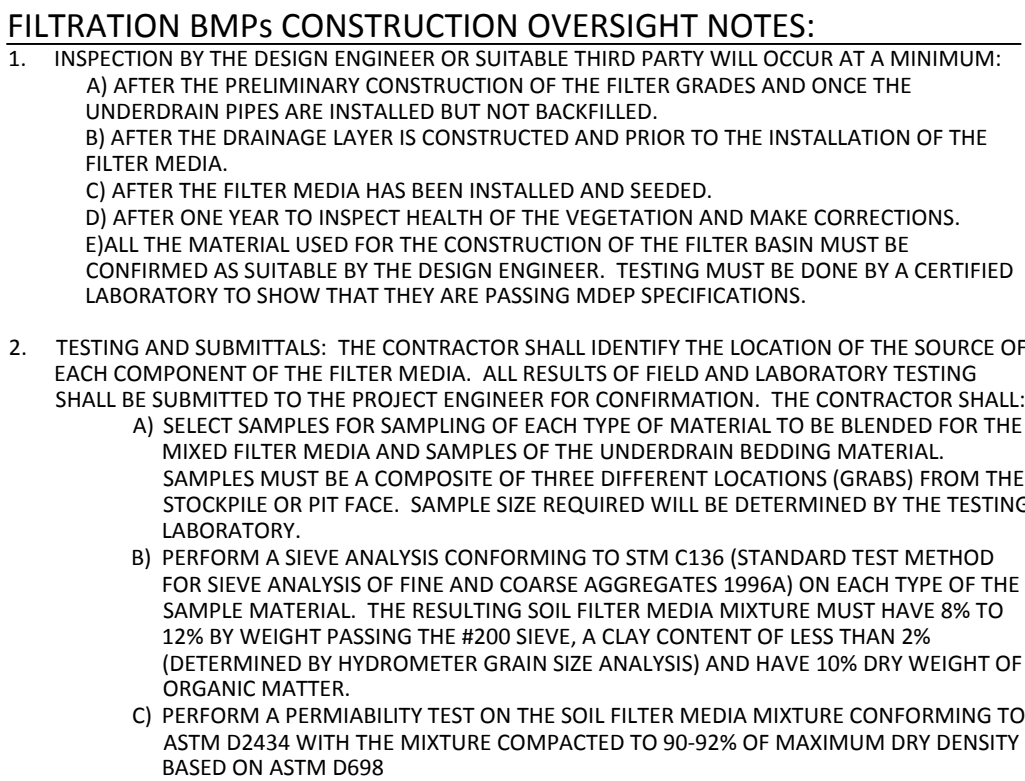 FILTRATION BMPs CONSTRUCTION OVERSIGHT NOTES:
1. INSPECTION BY THE DESIGN ENGINEER OR SUITABLE THIRD PARTY WILL OCCUR AT A MINIMUM:
A) AFTER THE PRELIMINARY CONSTRUCTION OF THE FILTER GRADES AND ONCE THE
UNDERDRAIN PIPES ARE INSTALLED BUT NOT BACKFILLED.
B) AFTER THE DRAINAGE LAYER IS CONSTRUCTED AND PRIOR TO THE INSTALLATION OF THE
FILTER MEDIA.
C) AFTER THE FILTER MEDIA HAS BEEN INSTALLED AND SEEDED.
D) AFTER ONE YEAR TO INSPECT HEALTH OF THE VEGETATION AND MAKE CORRECTIONS.
E)ALL THE MATERIAL USED FOR THE CONSTRUCTION OF THE FILTER BASIN MUST BE
CONFIRMED AS SUITABLE BY THE DESIGN ENGINEER. TESTING MUST BE DONE BY A CERTIFIED
LABORATORY TO SHOW THAT THEY ARE PASSING MDEP SPECIFICATIONS.
2. TESTING AND SUBMITTALS: THE CONTRACTOR SHALL IDENTIFY THE LOCATION OF THE SOURCE OF
EACH COMPONENT OF THE FILTER MEDIA. ALL RESULTS OF FIELD AND LABORATORY TESTING
SHALL BE SUBMITTED TO THE PROJECT ENGINEER FOR CONFIRMATION. THE CONTRACTOR SHALL:
A) SELECT SAMPLES FOR SAMPLING OF EACH TYPE OF MATERIAL TO BE BLENDED FOR THE
MIXED FILTER MEDIA AND SAMPLES OF THE UNDERDRAIN BEDDING MATERIAL.
SAMPLES MUST BE A COMPOSITE OF THREE DIFFERENT LOCATIONS (GRABS) FROM THE
STOCKPILE OR PIT FACE. SAMPLE SIZE REQUIRED WILL BE DETERMINED BY THE TESTING
LABORATORY.
B) PERFORM A SIEVE ANALYSIS CONFORMING TO STM C136 (STANDARD TEST METHOD
FOR SIEVE ANALYSIS OF FINE AND COARSE AGGREGATES 1996A) ON EACH TYPE OF THE
SAMPLE MATERIAL. THE RESULTING SOIL FILTER MEDIA MIXTURE MUST HAVE 8% TO
12% BY WEIGHT PASSING THE #200 SIEVE, A CLAY CONTENT OF LESS THAN 2%
(DETERMINED BY HYDROMETER GRAIN SIZE ANALYSIS) AND HAVE 10% DRY WEIGHT OF
ORGANIC MATTER.
C) PERFORM A PERMIABILITY TEST ON THE SOIL FILTER MEDIA MIXTURE CONFORMING TO
ASTM D2434 WITH THE MIXTURE COMPACTED TO 90-92% OF MAXIMUM DRY DENSITY
BASED ON ASTM D698